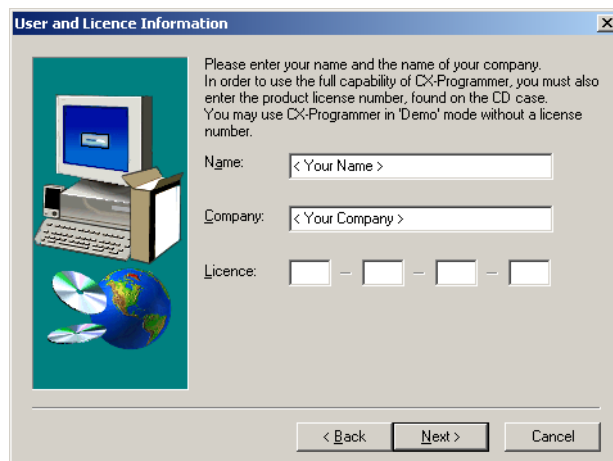 User and Licence Information
Please enter your name and the name of your company.
In order to use the full capability of CX-Programmer, you must also
enter the product license number, found on the CD case.
You may use CX-Programmer in 'Demo' mode without a license
number.
Name: < Your Name >
Company: < Your Company >
Licence: – – –
< Back Next > Cancel